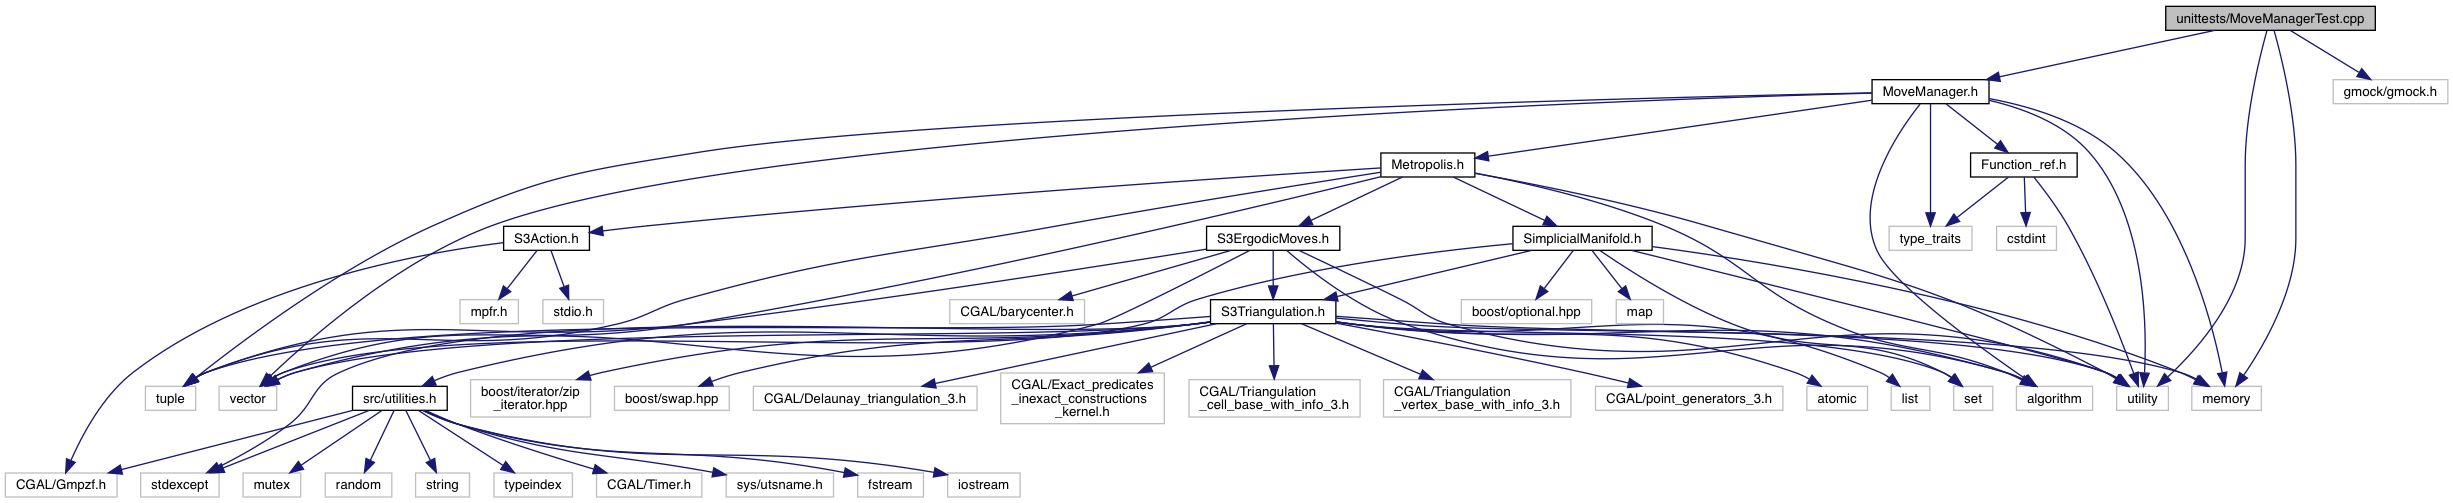 unittests/MoveManagerTest.cpp
MoveManager.h
gmock/gmock.h
Metropolis.h
Function_ref.h
S3Action.h
S3ErgodicMoves.h
SimplicialManifold.h
type_traits
cstdint
mpfr.h
stdio.h
CGAL/barycenter.h
S3Triangulation.h
boost/optional.hpp
map
tuple
vector
src/utilities.h
boost/iterator/zip
_iterator.hpp
boost/swap.hpp
CGAL/Delaunay_triangulation_3.h
CGAL/Exact_predicates
_inexact_constructions
_kernel.h
CGAL/Triangulation
_cell_base_with_info_3.h
CGAL/Triangulation
_vertex_base_with_info_3.h
CGAL/point_generators_3.h
atomic
list
set
algorithm
utility
memory
CGAL/Gmpzf.h
stdexcept
mutex
random
string
typeindex
CGAL/Timer.h
sys/utsname.h
fstream
iostream